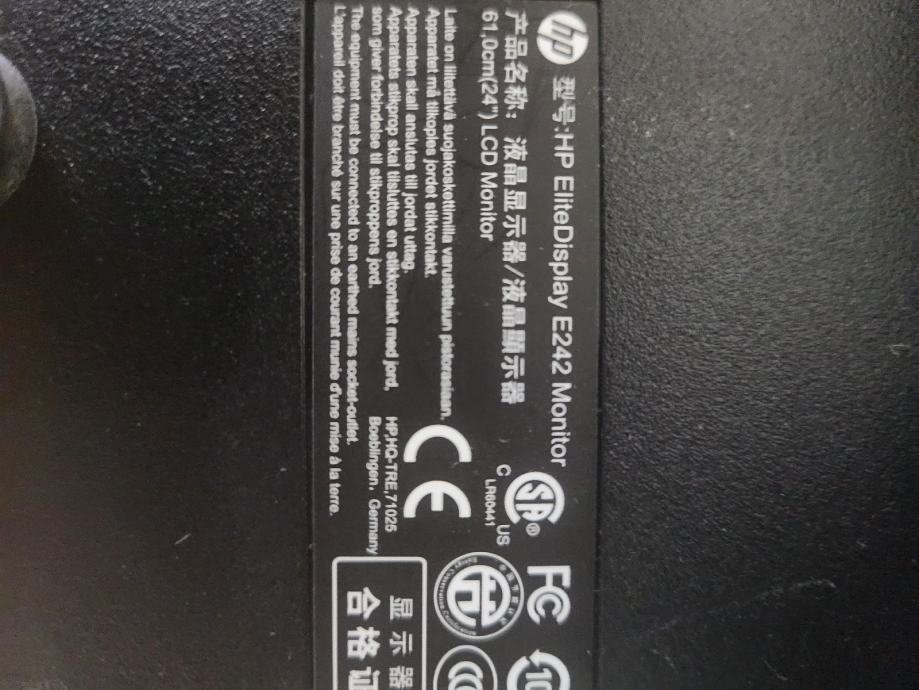 hp 型号:HP EliteDisplay E242 Monitor
产品名称: 液晶显示器/液晶顯示器
61.0cm(24") LCD Monitor
Laite on liitettävä suojakoskettimilla varustettuun pistorasiaan.
Apparatet må tilkoples jordet stikkontakt.
Apparaten skall anslutas till jordat uttag.
Apparatets stikprop skal tilsluttes en stikkontakt med jord,
som giver forbindelse til stikproppens jord.
The equipment must be connected to an earthed mains socket-outlet.
L'appareil doit être branché sur une prise de courant munie d'une mise à la terre.
C SA® US
LR60441
CE
HP,HQ-TRE,71025
Boeblingen, Germany
FC
10
显示器
合格证